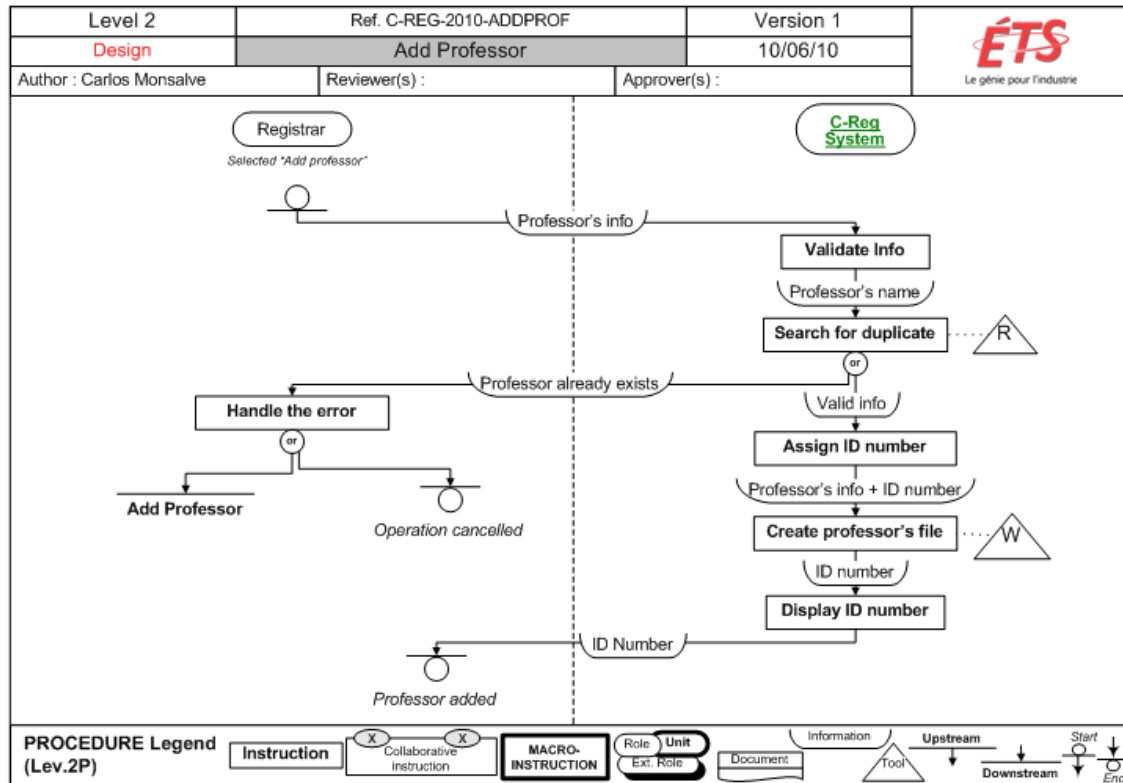 Level 2
Ref. C-REG-2010-ADDPROF
Version 1
Design
Add Professor
10/06/10
ÉTS
Le génie pour l'industrie
Author : Carlos Monsalve
Reviewer(s) :
Approver(s) :
Registrar
C-Reg
System
Selected "Add professor"
Professor's info
Validate Info
Professor's name
Search for duplicate
R
or
Professor already exists
Valid info
Handle the error
or
Assign ID number
Add Professor
Operation cancelled
Professor's info + ID number
Create professor's file
W
ID number
Display ID number
ID Number
Professor added
PROCEDURE Legend
(Lev.2P)
Instruction
X
X
Collaborative
instruction
MACRO-
INSTRUCTION
Role
Unit
Ext. Role
Document
Information
Tool
Upstream
Downstream
Start
End